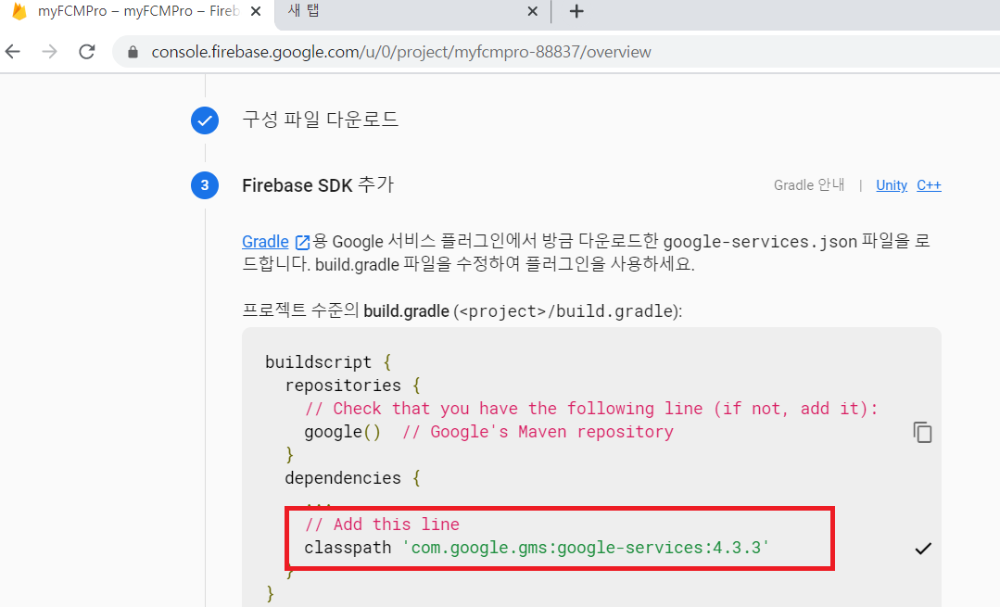 myFCMPro – myFCMPro – Fireb
새 탭
console.firebase.google.com/u/0/project/myfcmpro-88837/overview
구성 파일 다운로드
3 Firebase SDK 추가
Gradle 안내 | Unity C++
Gradle 용 Google 서비스 플러그인에서 방금 다운로드한 google-services.json 파일을 로
드합니다. build.gradle 파일을 수정하여 플러그인을 사용하세요.
프로젝트 수준의 build.gradle (<project>/build.gradle):
buildscript {
repositories {
// Check that you have the following line (if not, add it):
google() // Google's Maven repository
}
dependencies {
...
// Add this line
classpath 'com.google.gms:google-services:4.3.3'
}
}